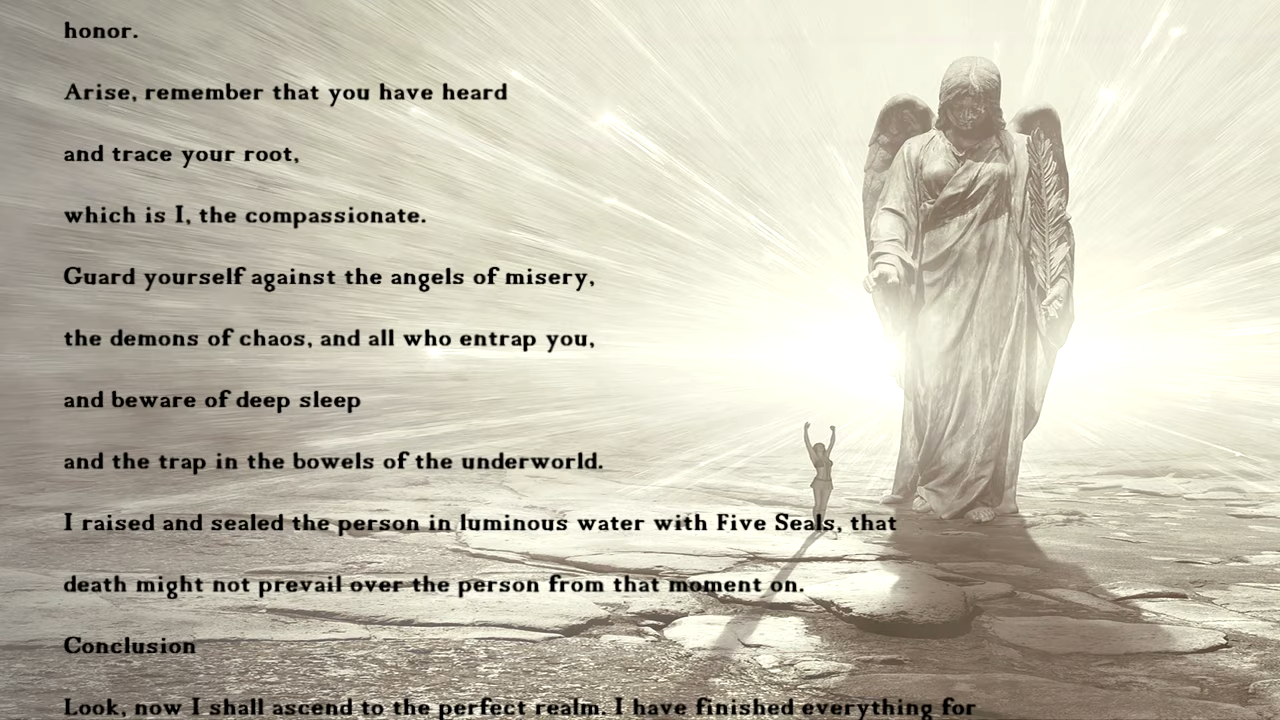 honor.
Arise, remember that you have heard
and trace your root,
which is I, the compassionate.
Guard yourself against the angels of misery,
the demons of chaos, and all who entrap you,
and beware of deep sleep
and the trap in the bowels of the underworld.
I raised and sealed the person in luminous water with Five Seals, that
death might not prevail over the person from that moment on.
Conclusion
Look, now I shall ascend to the perfect realm. I have finished everything for